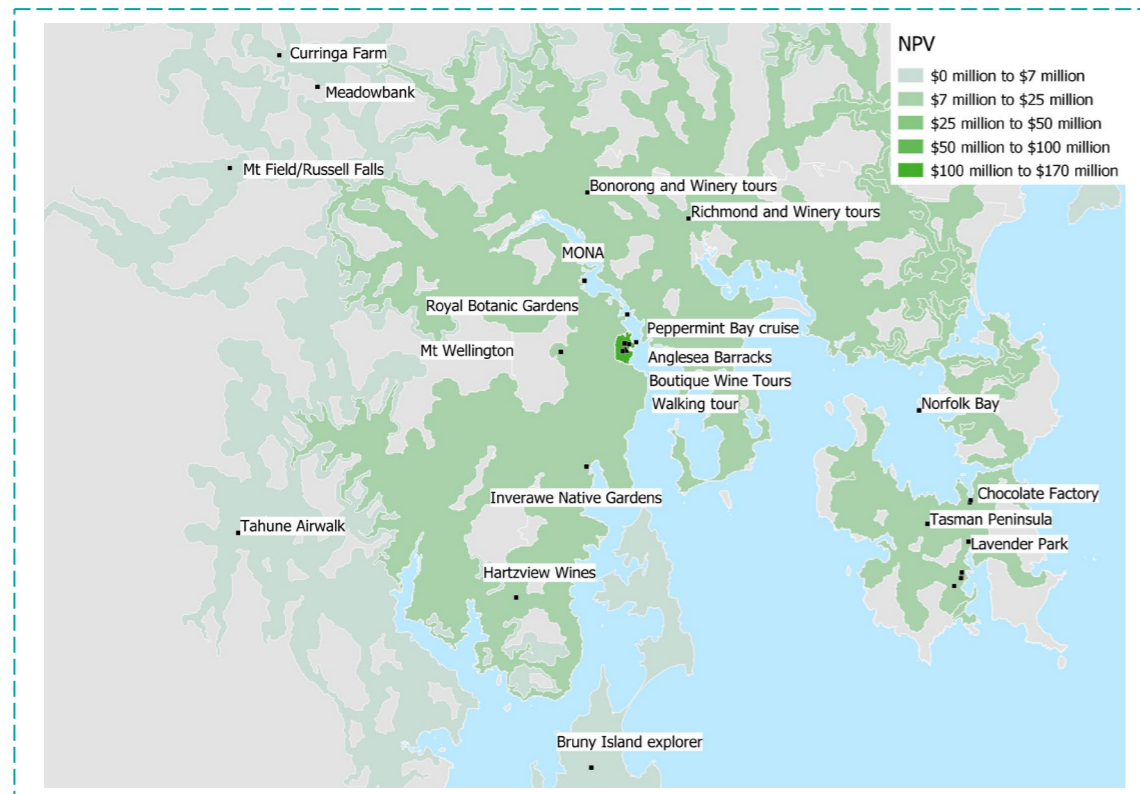 NPV
$0 million to $7 million
$7 million to $25 million
$25 million to $50 million
$50 million to $100 million
$100 million to $170 million
Curringa Farm
Meadowbank
Mt Field/Russell Falls
Bonorong and Winery tours
Richmond and Winery tours
MONA
Royal Botanic Gardens
Peppermint Bay cruise
Mt Wellington
Anglesea Barracks
Boutique Wine Tours
Walking tour
Norfolk Bay
Inverawe Native Gardens
Chocolate Factory
Tasman Peninsula
Tahune Airwalk
Lavender Park
Hartzview Wines
Bruny Island explorer